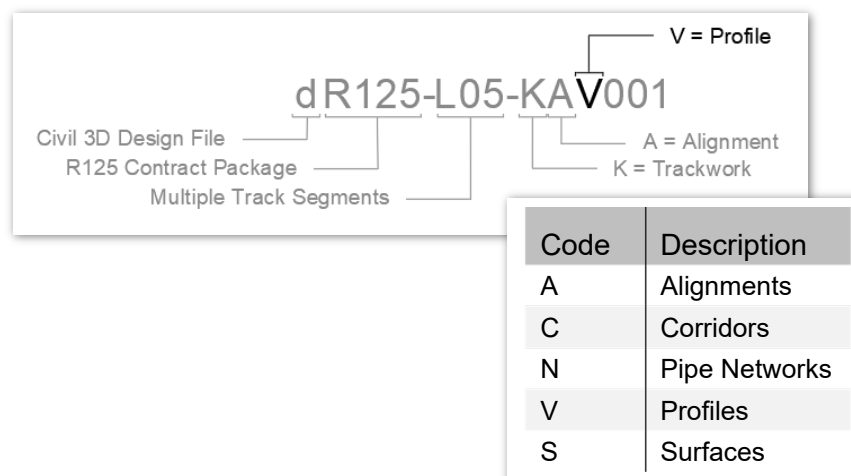 V = Profile
dR125-L05-KAV001
Civil 3D Design File
A = Alignment
R125 Contract Package
K = Trackwork
Multiple Track Segments
Code Description
A Alignments
C Corridors
N Pipe Networks
V Profiles
S Surfaces